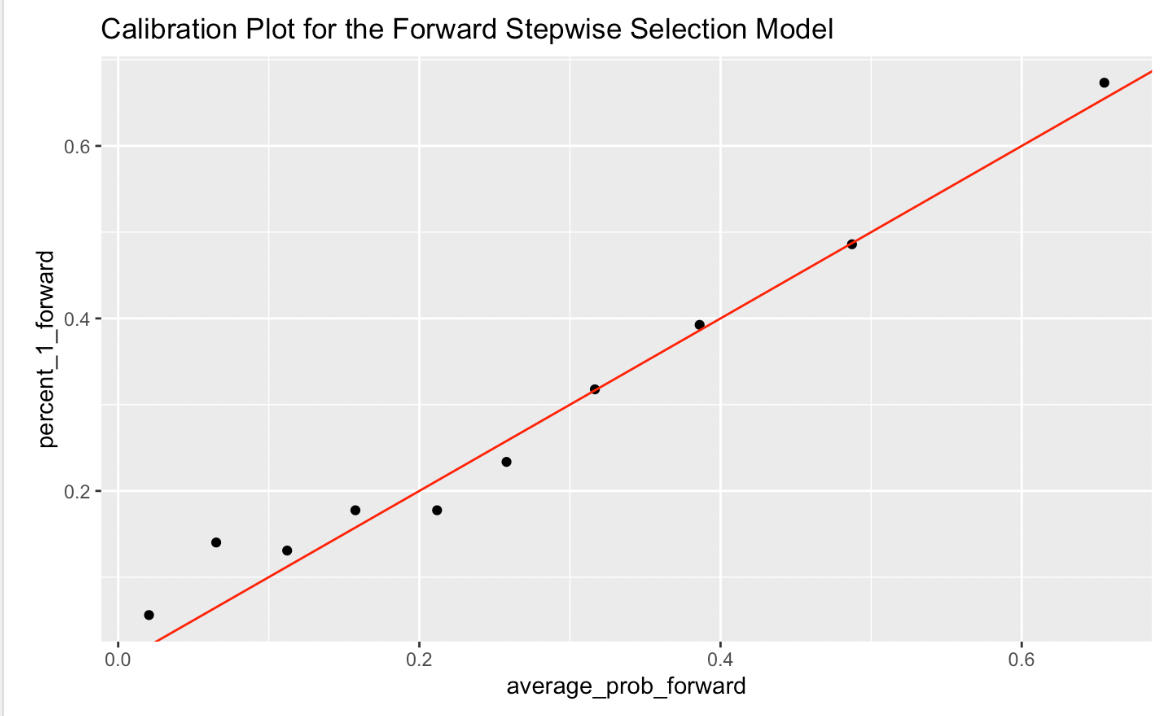 Calibration Plot for the Forward Stepwise Selection Model
percent_1_forward
0.6
0.4
0.2
0.0
0.2
0.4
0.6
average_prob_forward